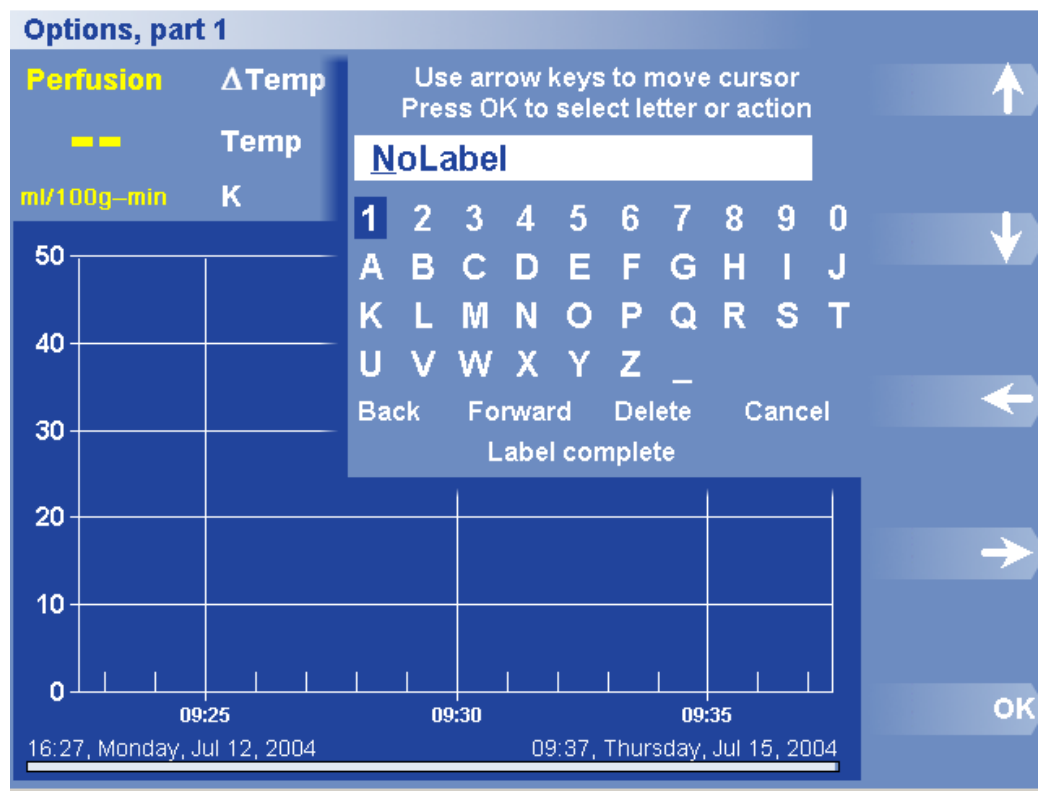 Options, part 1
Perfusion ΔTemp
-- Temp
ml/100g–min K
Use arrow keys to move cursor
Press OK to select letter or action
NoLabel
1 2 3 4 5 6 7 8 9 0
A B C D E F G H I J
K L M N O P Q R S T
U V W X Y Z _
Back Forward Delete Cancel
Label complete
50
40
30
20
10
0
09:25 09:30 09:35
16:27, Monday, Jul 12, 2004 09:37, Thursday, Jul 15, 2004
OK